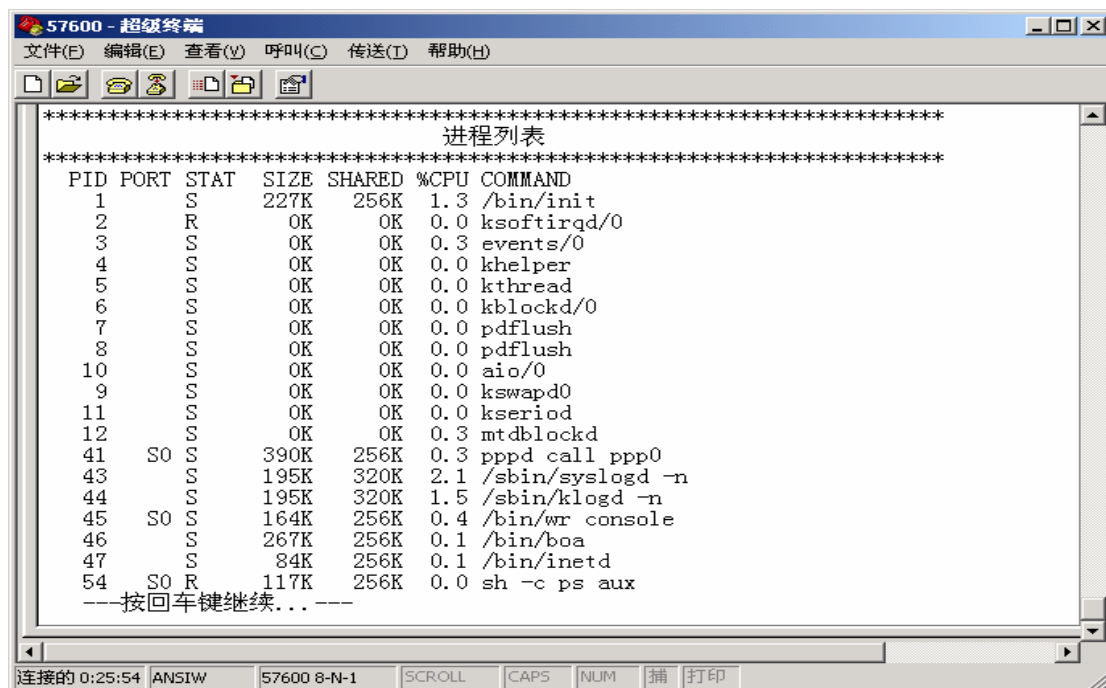 57600 - 超级终端
文件(F) 编辑(E) 查看(V) 呼叫(C) 传送(T) 帮助(H)
**********************************************************************
进程列表
**********************************************************************
PID PORT STAT SIZE SHARED %CPU COMMAND
1 S 227K 256K 1.3 /bin/init
2 R 0K 0K 0.0 ksoftirqd/0
3 S 0K 0K 0.3 events/0
4 S 0K 0K 0.0 khelper
5 S 0K 0K 0.0 kthread
6 S 0K 0K 0.0 kblockd/0
7 S 0K 0K 0.0 pdflush
8 S 0K 0K 0.0 pdflush
10 S 0K 0K 0.0 aio/0
9 S 0K 0K 0.0 kswapd0
11 S 0K 0K 0.0 kseriod
12 S 0K 0K 0.3 mtdblockd
41 S0 S 390K 256K 0.3 pppd call ppp0
43 S 195K 320K 2.1 /sbin/syslogd -n
44 S 195K 320K 1.5 /sbin/klogd -n
45 S0 S 164K 256K 0.4 /bin/wr console
46 S 267K 256K 0.1 /bin/boa
47 S 84K 256K 0.1 /bin/inetd
54 S0 R 117K 256K 0.0 sh -c ps aux
---按回车键继续...---
连接的 0:25:54 ANSIW 57600 8-N-1 SCROLL CAPS NUM 捕 打印